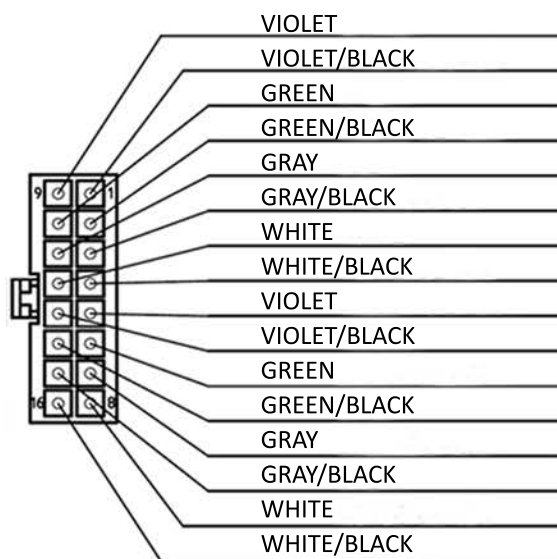 VIOLET
VIOLET/BLACK
GREEN
GREEN/BLACK
GRAY
9 1
GRAY/BLACK
WHITE
WHITE/BLACK
VIOLET
VIOLET/BLACK
GREEN
GREEN/BLACK
16 8
GRAY
GRAY/BLACK
WHITE
WHITE/BLACK